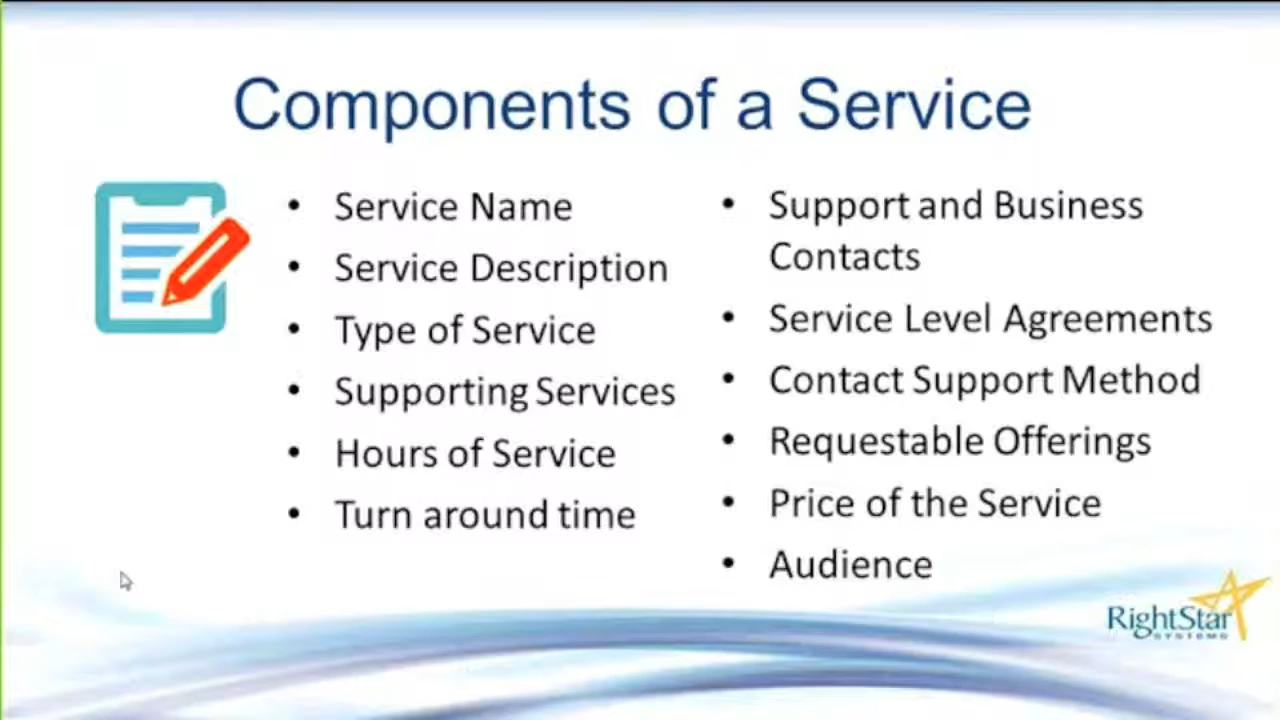 Components of a Service
• Service Name
• Service Description
• Type of Service
• Supporting Services
• Hours of Service
• Turn around time
• Support and Business
Contacts
• Service Level Agreements
• Contact Support Method
• Requestable Offerings
• Price of the Service
• Audience
RightStar
SYSTEMS